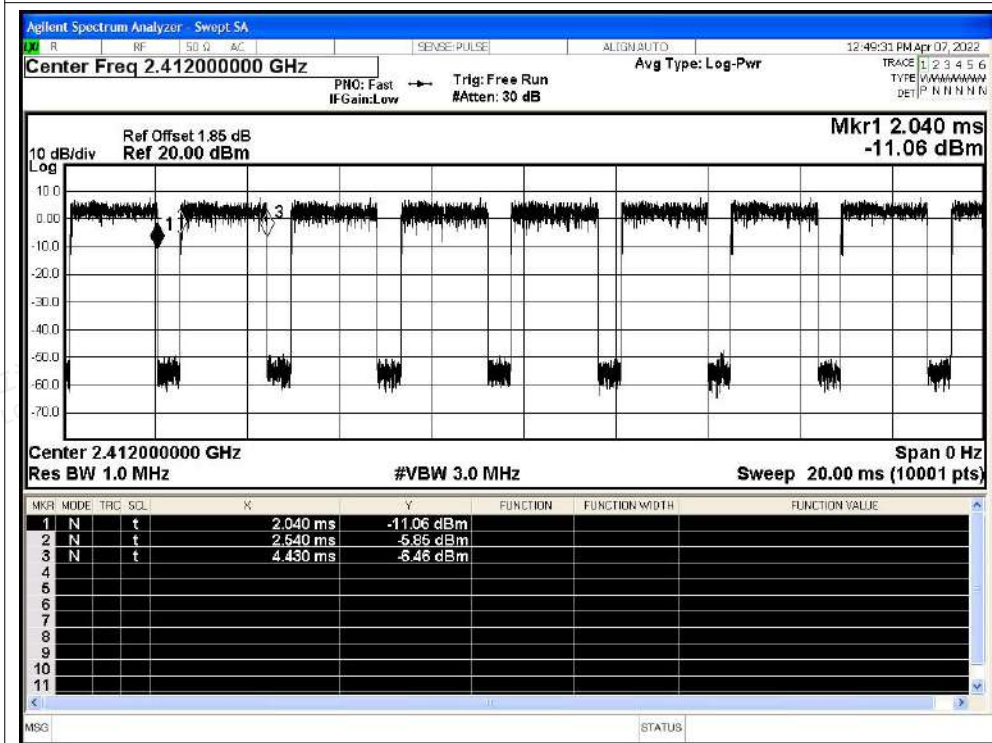 Agilent Spectrum Analyzer - Swept SA
LXI R RF 50 Ω AC SENSE:PULSE ALIGN AUTO 12:49:31 PM Apr 07, 2022
Center Freq 2.412000000 GHz
PNO: Fast
IFGain:Low
Trig: Free Run
#Atten: 30 dB
Avg Type: Log-Pwr
TRACE 1 2 3 4 5 6
TYPE
DET P N N N N N
Ref Offset 1.85 dB
10 dB/div Ref 20.00 dBm
Log
Mkr1 2.040 ms
-11.06 dBm
10.0
0.00
-10.0
-20.0
-30.0
-40.0
-50.0
-60.0
-70.0
1
3
Center 2.412000000 GHz Span 0 Hz
Res BW 1.0 MHz #VBW 3.0 MHz Sweep 20.00 ms (10001 pts)
MKR MODE TRC SCL X Y FUNCTION FUNCTION WIDTH FUNCTION VALUE
1 N t 2.040 ms -11.06 dBm
2 N t 2.540 ms -5.85 dBm
3 N t 4.430 ms -6.46 dBm
4
5
6
7
8
9
10
11
MSG STATUS